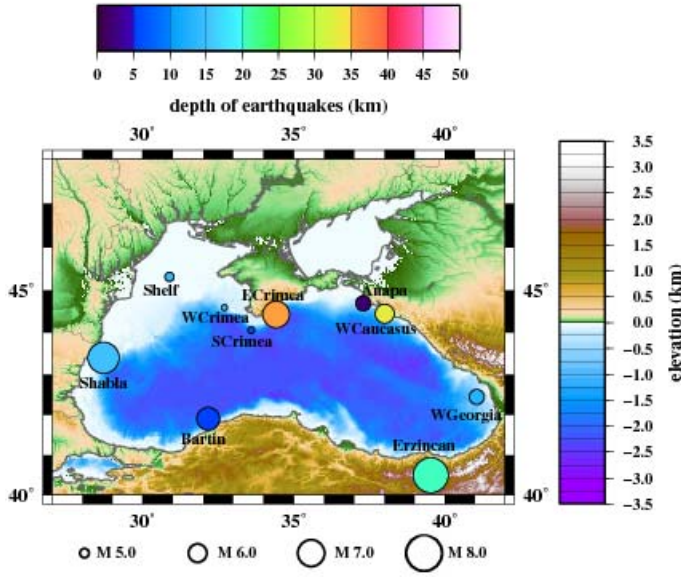 0 5 10 15 20 25 30 35 40 45 50
depth of earthquakes (km)
30° 35° 40°
3.5
3.0
2.5
2.0
1.5
1.0
0.5
0.0
−0.5
−1.0
−1.5
−2.0
−2.5
−3.0
−3.5
elevation (km)
45° 45°
40° 40°
Shelf
ECrimea
Anapa
WCrimea
SCrimea
WCaucasus
Shabla
WGeorgia
Bartin
Erzincan
30° 35° 40°
M 5.0 M 6.0 M 7.0 M 8.0